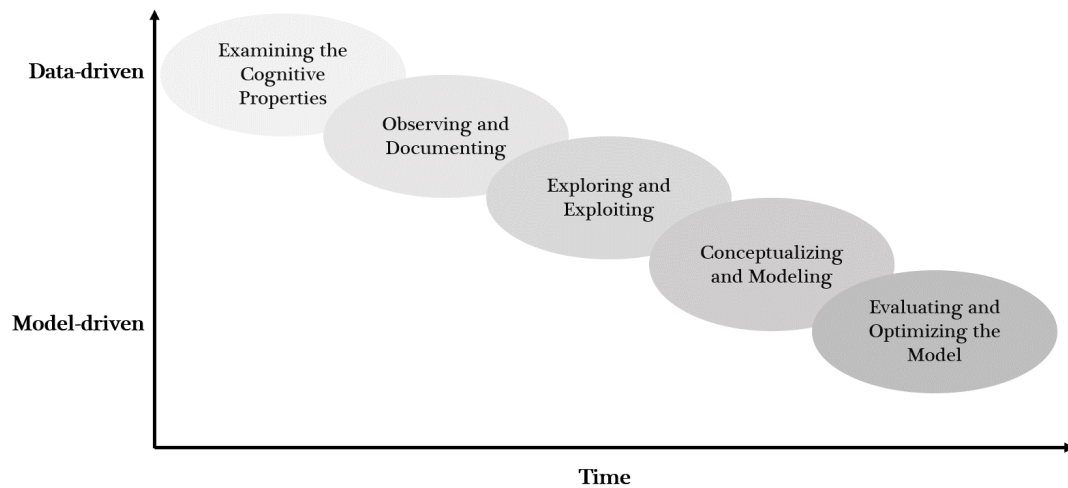 Data-driven
Examining the
Cognitive
Properties
Observing and
Documenting
Exploring and
Exploiting
Conceptualizing
and Modeling
Model-driven
Evaluating and
Optimizing the
Model
Time